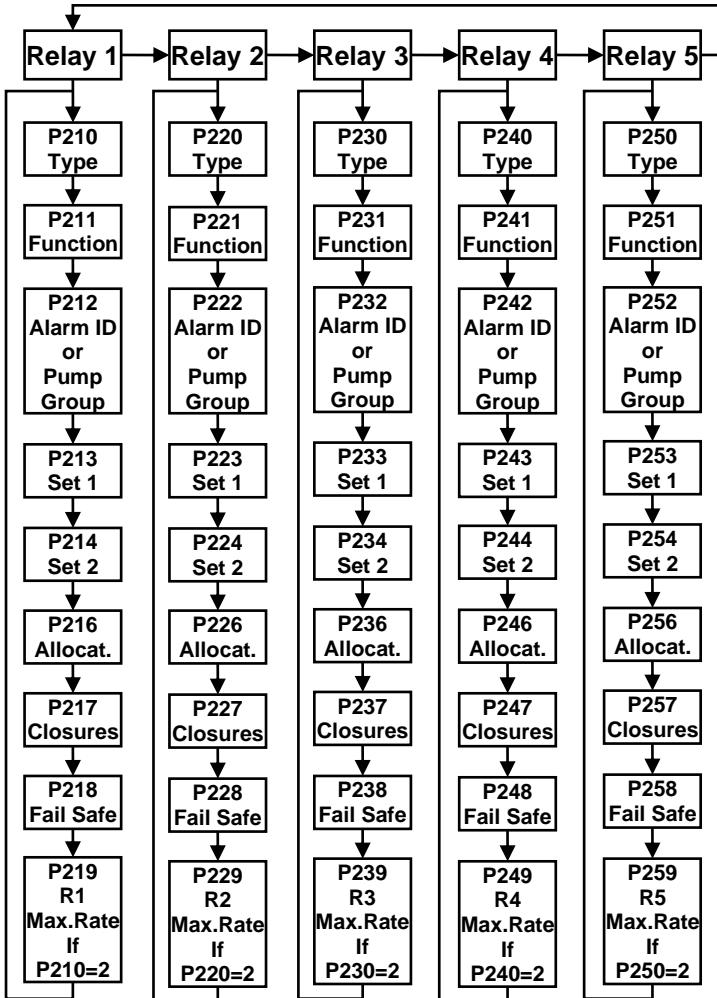 Relay 1
Relay 2
Relay 3
Relay 4
Relay 5
P210
Type
P211
Function
P212
Alarm ID
or
Pump
Group
P213
Set 1
P214
Set 2
P216
Allocat.
P217
Closures
P218
Fail Safe
P219
R1
Max.Rate
If
P210=2
P220
Type
P221
Function
P222
Alarm ID
or
Pump
Group
P223
Set 1
P224
Set 2
P226
Allocat.
P227
Closures
P228
Fail Safe
P229
R2
Max.Rate
If
P220=2
P230
Type
P231
Function
P232
Alarm ID
or
Pump
Group
P233
Set 1
P234
Set 2
P236
Allocat.
P237
Closures
P238
Fail Safe
P239
R3
Max.Rate
If
P230=2
P240
Type
P241
Function
P242
Alarm ID
or
Pump
Group
P243
Set 1
P244
Set 2
P246
Allocat.
P247
Closures
P248
Fail Safe
P249
R4
Max.Rate
If
P240=2
P250
Type
P251
Function
P252
Alarm ID
or
Pump
Group
P253
Set 1
P254
Set 2
P256
Allocat.
P257
Closures
P258
Fail Safe
P259
R5
Max.Rate
If
P250=2